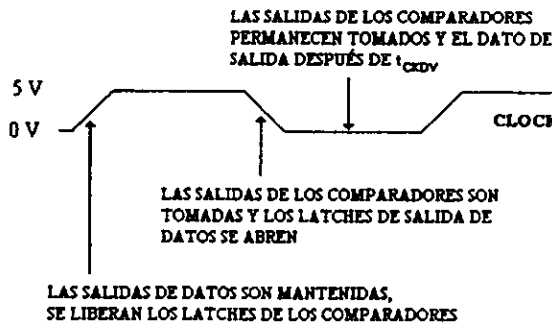 LAS SALIDAS DE LOS COMPARADORES
PERMANECEN TOMADOS Y EL DATO DE
SALIDA DESPUÉS DE tCKDV
5 V
0 V
CLOCK
LAS SALIDAS DE LOS COMPARADORES SON
TOMADAS Y LOS LATCHES DE SALIDA DE
DATOS SE ABREN
LAS SALIDAS DE DATOS SON MANTENIDAS,
SE LIBERAN LOS LATCHES DE LOS COMPARADORES